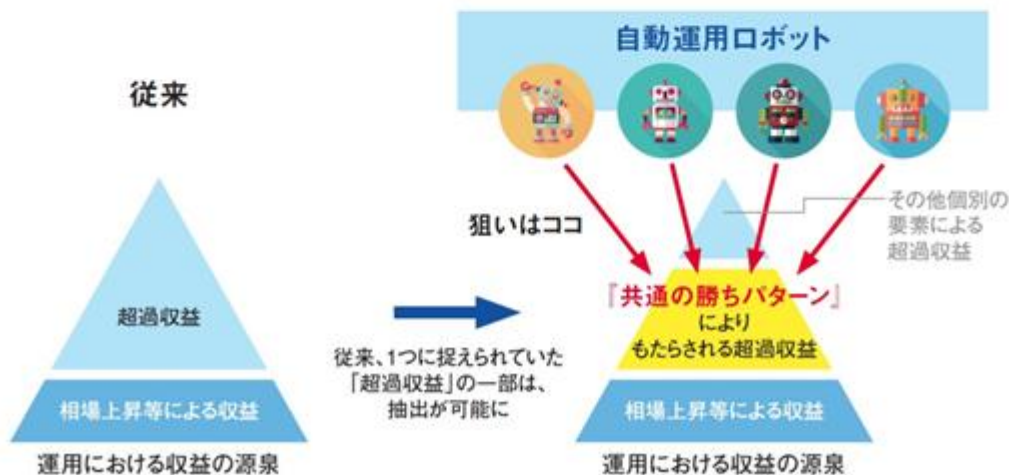 自動運用ロボット
従来
狙いはココ
その他個別の
要素による
超過収益
超過収益
『共通の勝ちパターン』
により
もたらされる超過収益
従来、1つに捉えられていた
「超過収益」の一部は、
抽出が可能に
相場上昇等による収益
相場上昇等による収益
運用における収益の源泉
運用における収益の源泉